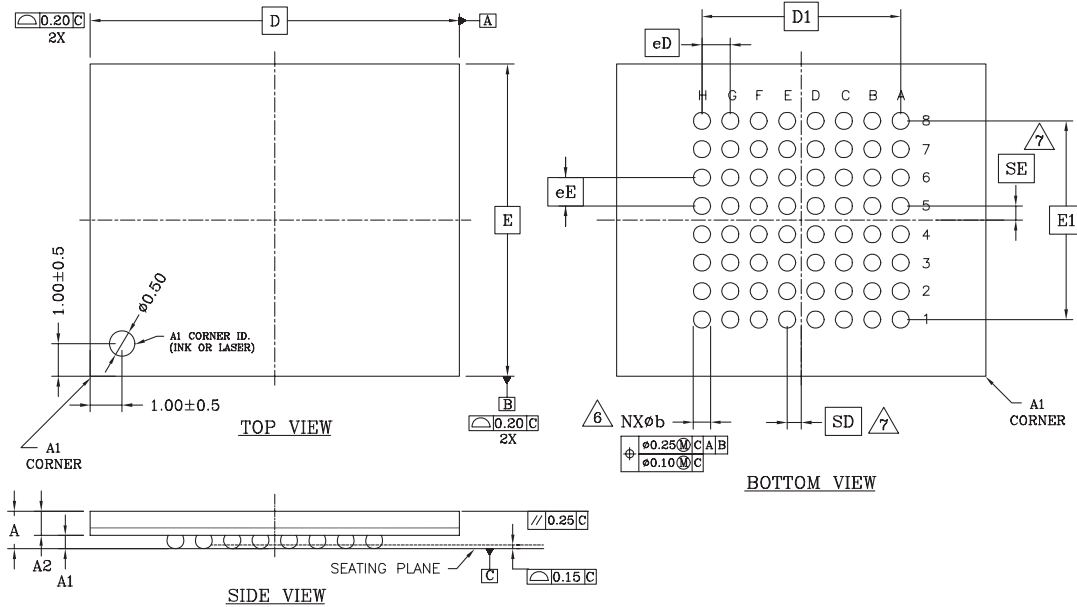 ⌓ 0.20 C
2X
D
A
E
1.00±0.5
ø0.50
A1 CORNER ID.
(INK OR LASER)
1.00±0.5
B
⌓ 0.20 C
2X
A1
CORNER
TOP VIEW
D1
eD
H G F E D C B A
8
7
6
5
4
3
2
1
7
SE
eE
E1
6 NXøb
⌖ ø0.25Ⓜ C A B
ø0.10Ⓜ C
SD
7
A1
CORNER
BOTTOM VIEW
A
A2
A1
// 0.25 C
SEATING PLANE
C
⌓ 0.15 C
SIDE VIEW